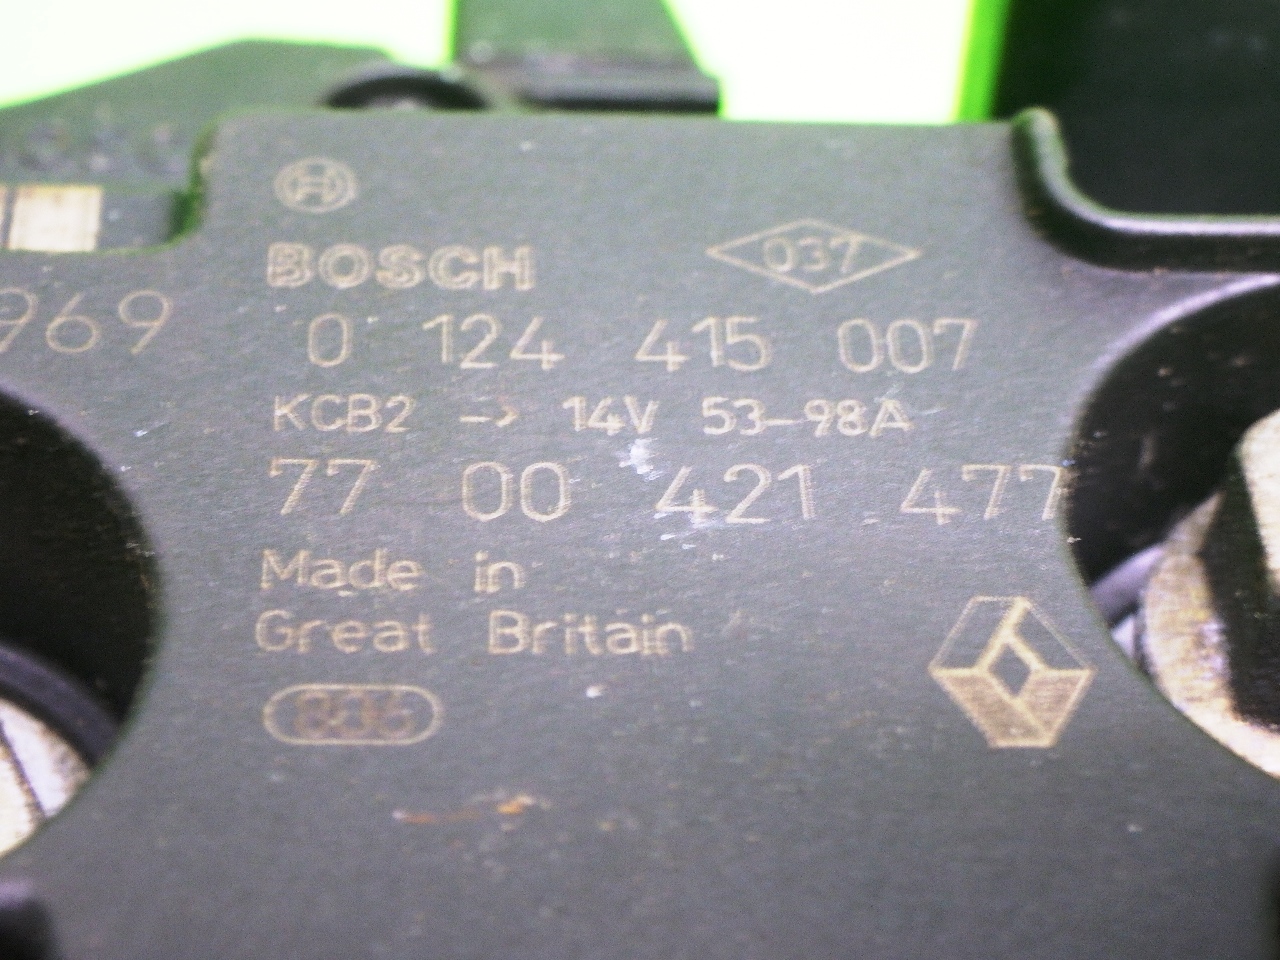 BOSCH
037
969
0 124 415 007
KCB2 -> 14V 53-98A
77 00 421 477
Made in
Great Britain